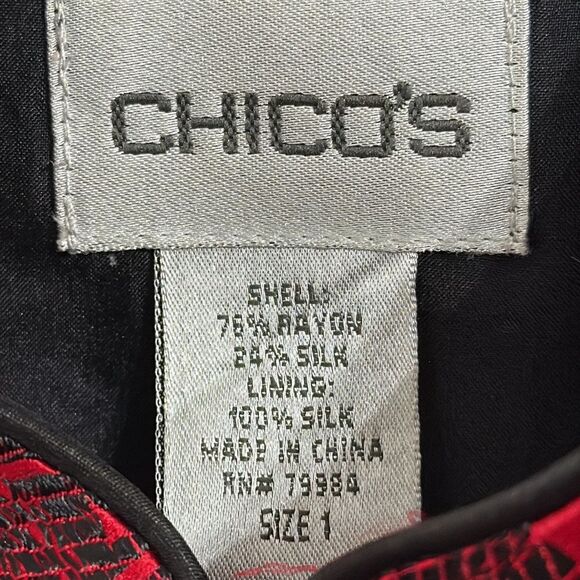 CHICO'S
SHELL:
76% RAYON
24% SILK
LINING:
100% SILK
MADE IN CHINA
RN# 79984
SIZE 1